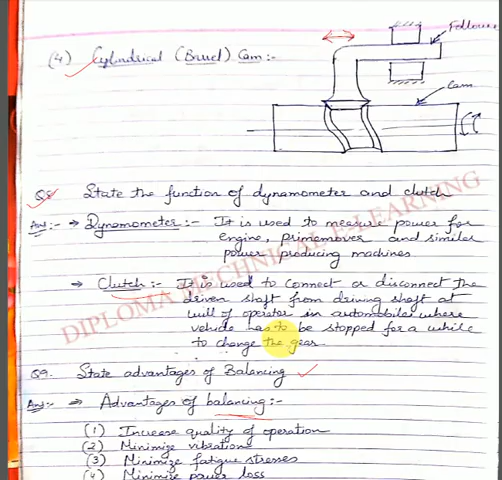 Follower
(4) Cylindrical (Barrel) Cam:-
Cam
Q8 State the function of dynamometer and clutch
Ans:- → Dynamometer:- It is used to measure power for
engine, primemover and similar
power producing machines
→ Clutch:- It is used to connect or disconnect the
driven shaft from driving shaft at
will of operator in automobiles where
vehicle has to be stopped for a while
to change the gear.
Q9. State advantages of Balancing
Ans:- ⇒ Advantages of balancing:-
(1) Increase quality of operation
(2) Minimize vibrations
(3) Minimize fatigue stresses
(4) Minimize power loss
DIPLOMA MECHANICAL E-LEARNING